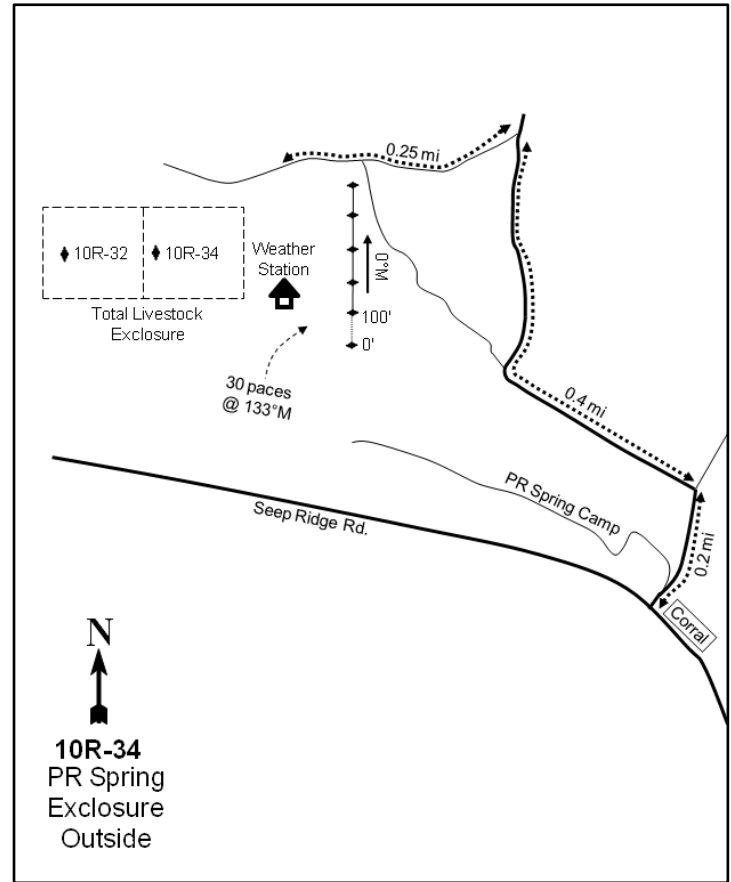 0.25 mi
10R-32
10R-34
Weather
Station
0°M
Total Livestock
Exclosure
100'
0'
30 paces
@ 133°M
0.4 mi
PR Spring Camp
Seep Ridge Rd.
0.2 mi
Corral
N
10R-34
PR Spring
Exclosure
Outside